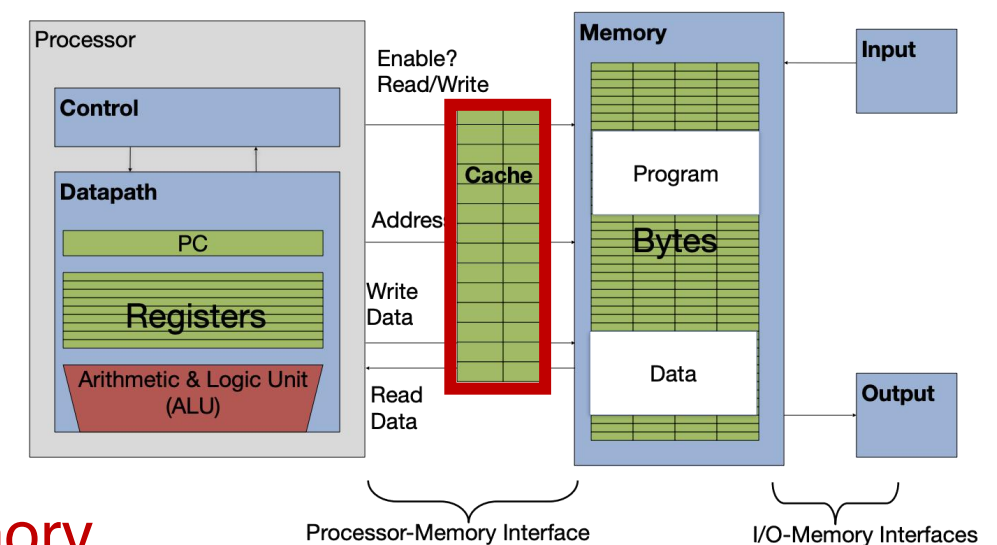 Processor
Control
Datapath
PC
Registers
Arithmetic & Logic Unit
(ALU)
Enable?
Read/Write
Cache
Address
Write
Data
Read
Data
Memory
Program
Bytes
Data
Input
Output
Processor-Memory Interface
I/O-Memory Interfaces